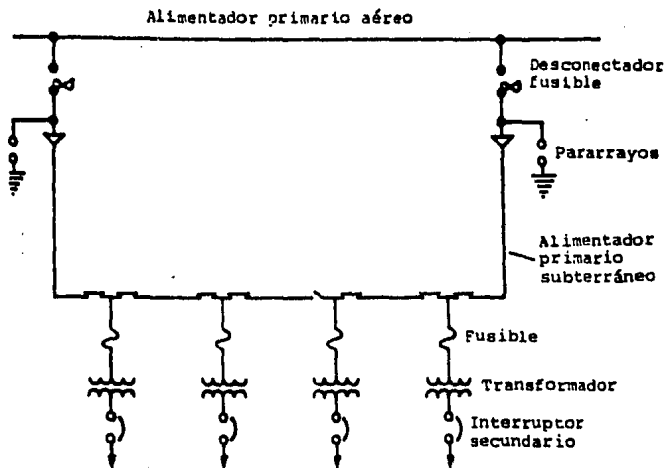 Alimentador primario aéreo
Desconectador
fusible
Pararrayos
Alimentador
primario
subterráneo
Fusible
Transformador
Interruptor
secundario